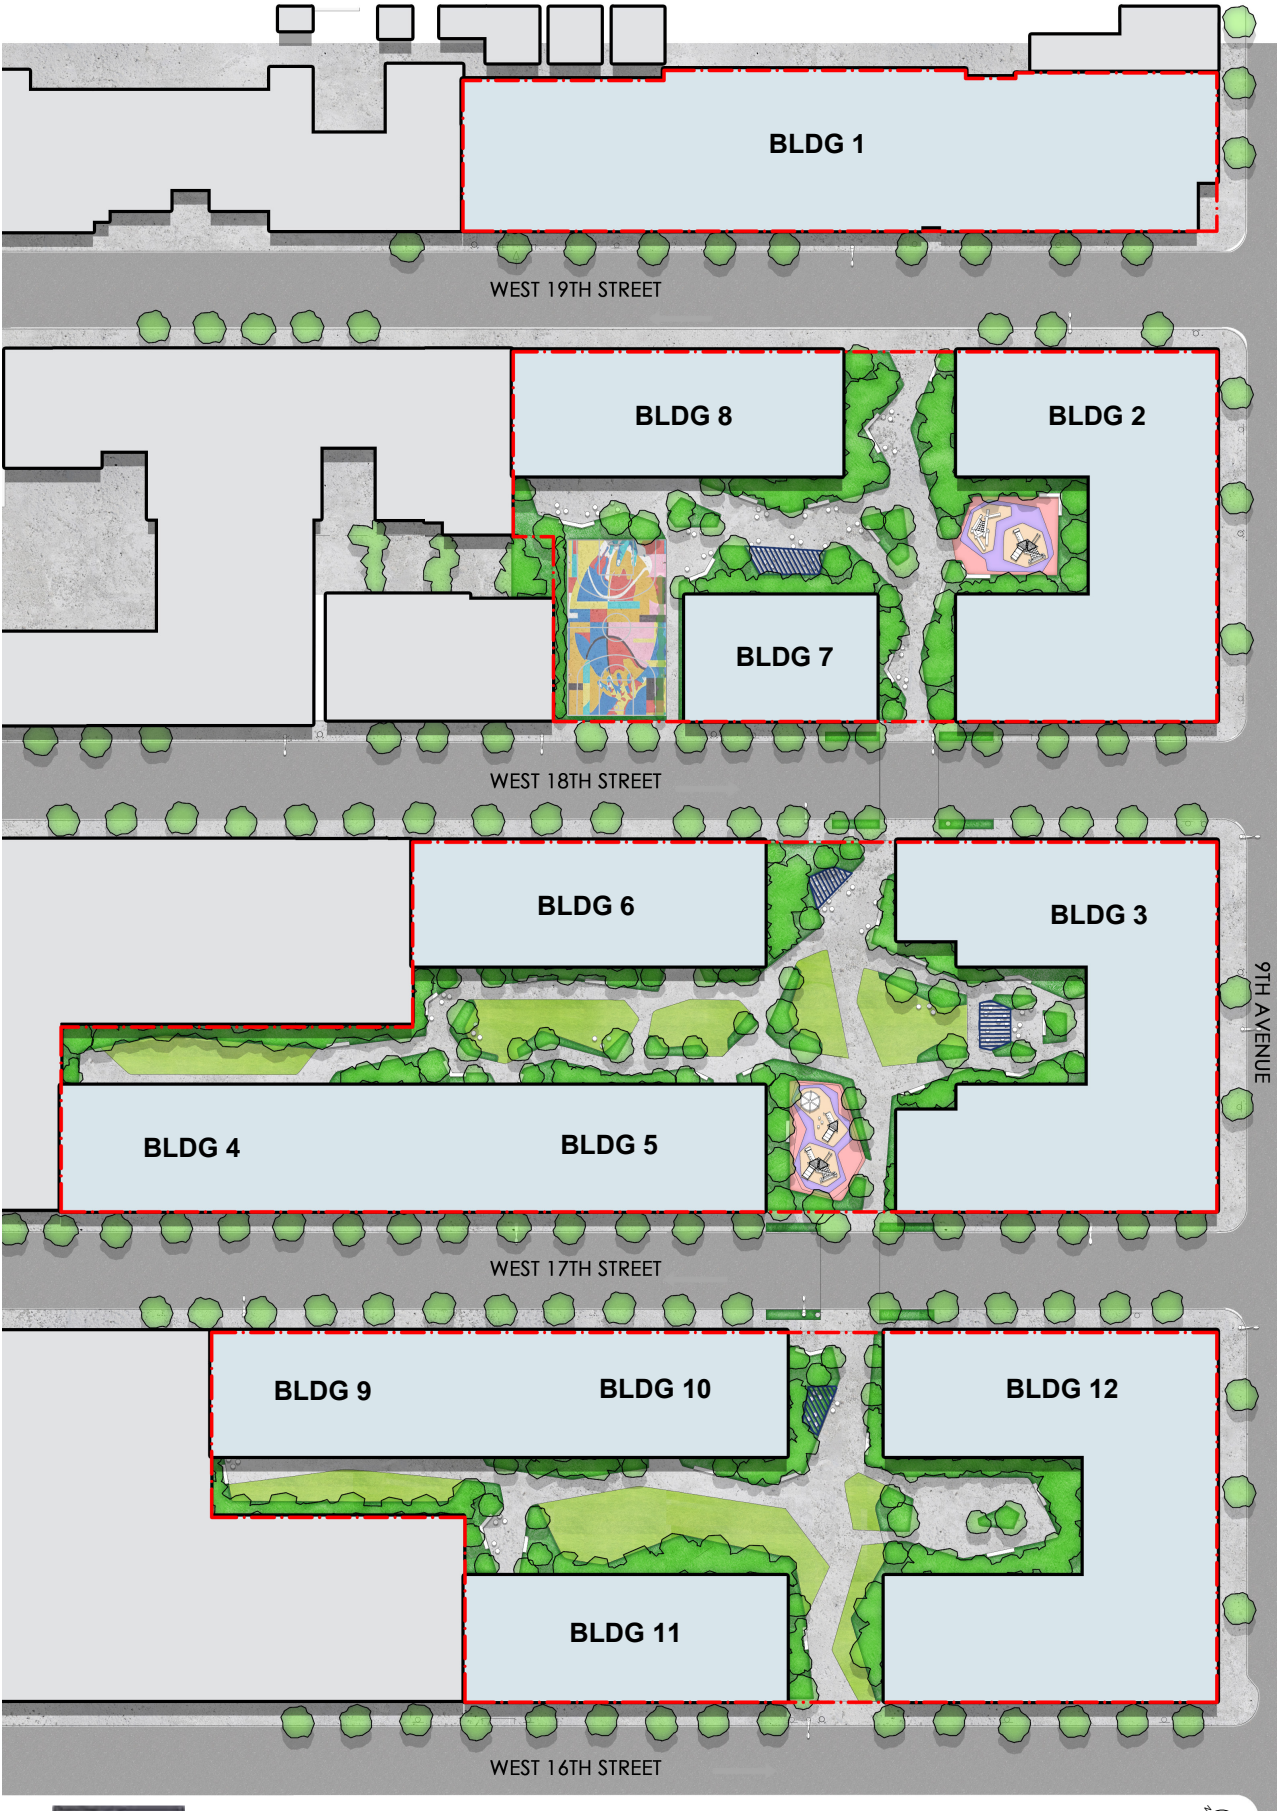 BLDG 1
WEST 19TH STREET
BLDG 8
BLDG 2
BLDG 7
WEST 18TH STREET
BLDG 6
BLDG 3
9TH AVENUE
BLDG 4
BLDG 5
WEST 17TH STREET
BLDG 9
BLDG 10
BLDG 12
BLDG 11
WEST 16TH STREET